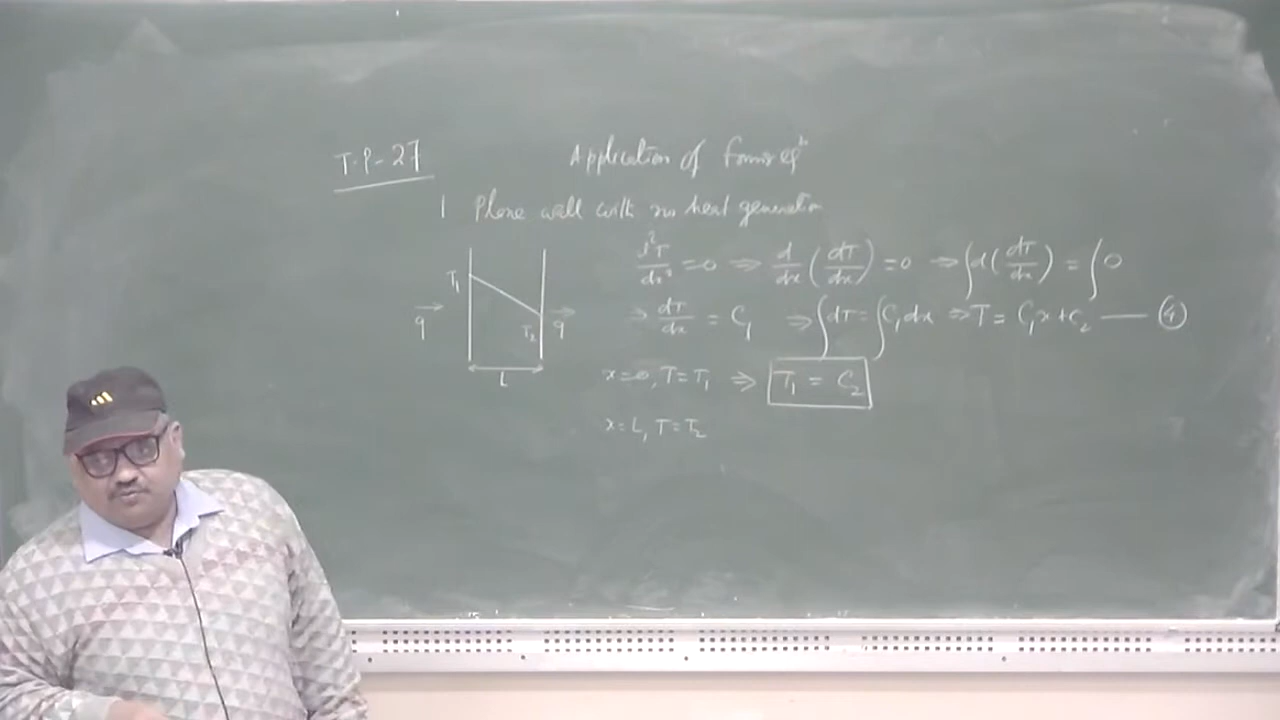 T.P-27
Application of Fourier eqⁿ
1 Plane wall with no heat generation
d²T/dx² = 0 ⇒ d/dx (dT/dx) = 0 ⇒ ∫d(dT/dx) = ∫0
⇒ dT/dx = C₁ ⇒ ∫dT = ∫C₁dx ⇒ T = C₁x + C₂ — (4)
x=0, T=T₁ ⇒ T₁ = C₂
x=L, T=T₂
T₁
q
T₂
q
L